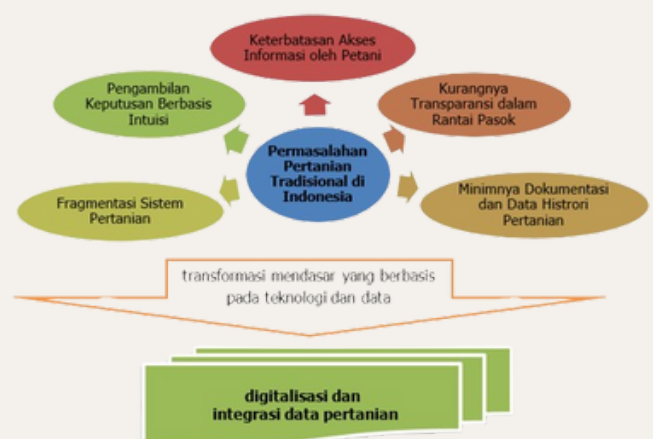 Keterbatasan Akses
Informasi oleh Petani
Pengambilan
Keputusan Berbasis
Intuisi
Kurangnya
Transparansi dalam
Rantai Pasok
Permasalahan
Pertanian
Tradisional di
Indonesia
Fragmentasi Sistem
Pertanian
Minimnya Dokumentasi
dan Data Histrori
Pertanian
transformasi mendasar yang berbasis
pada teknologi dan data
digitalisasi dan
integrasi data pertanian